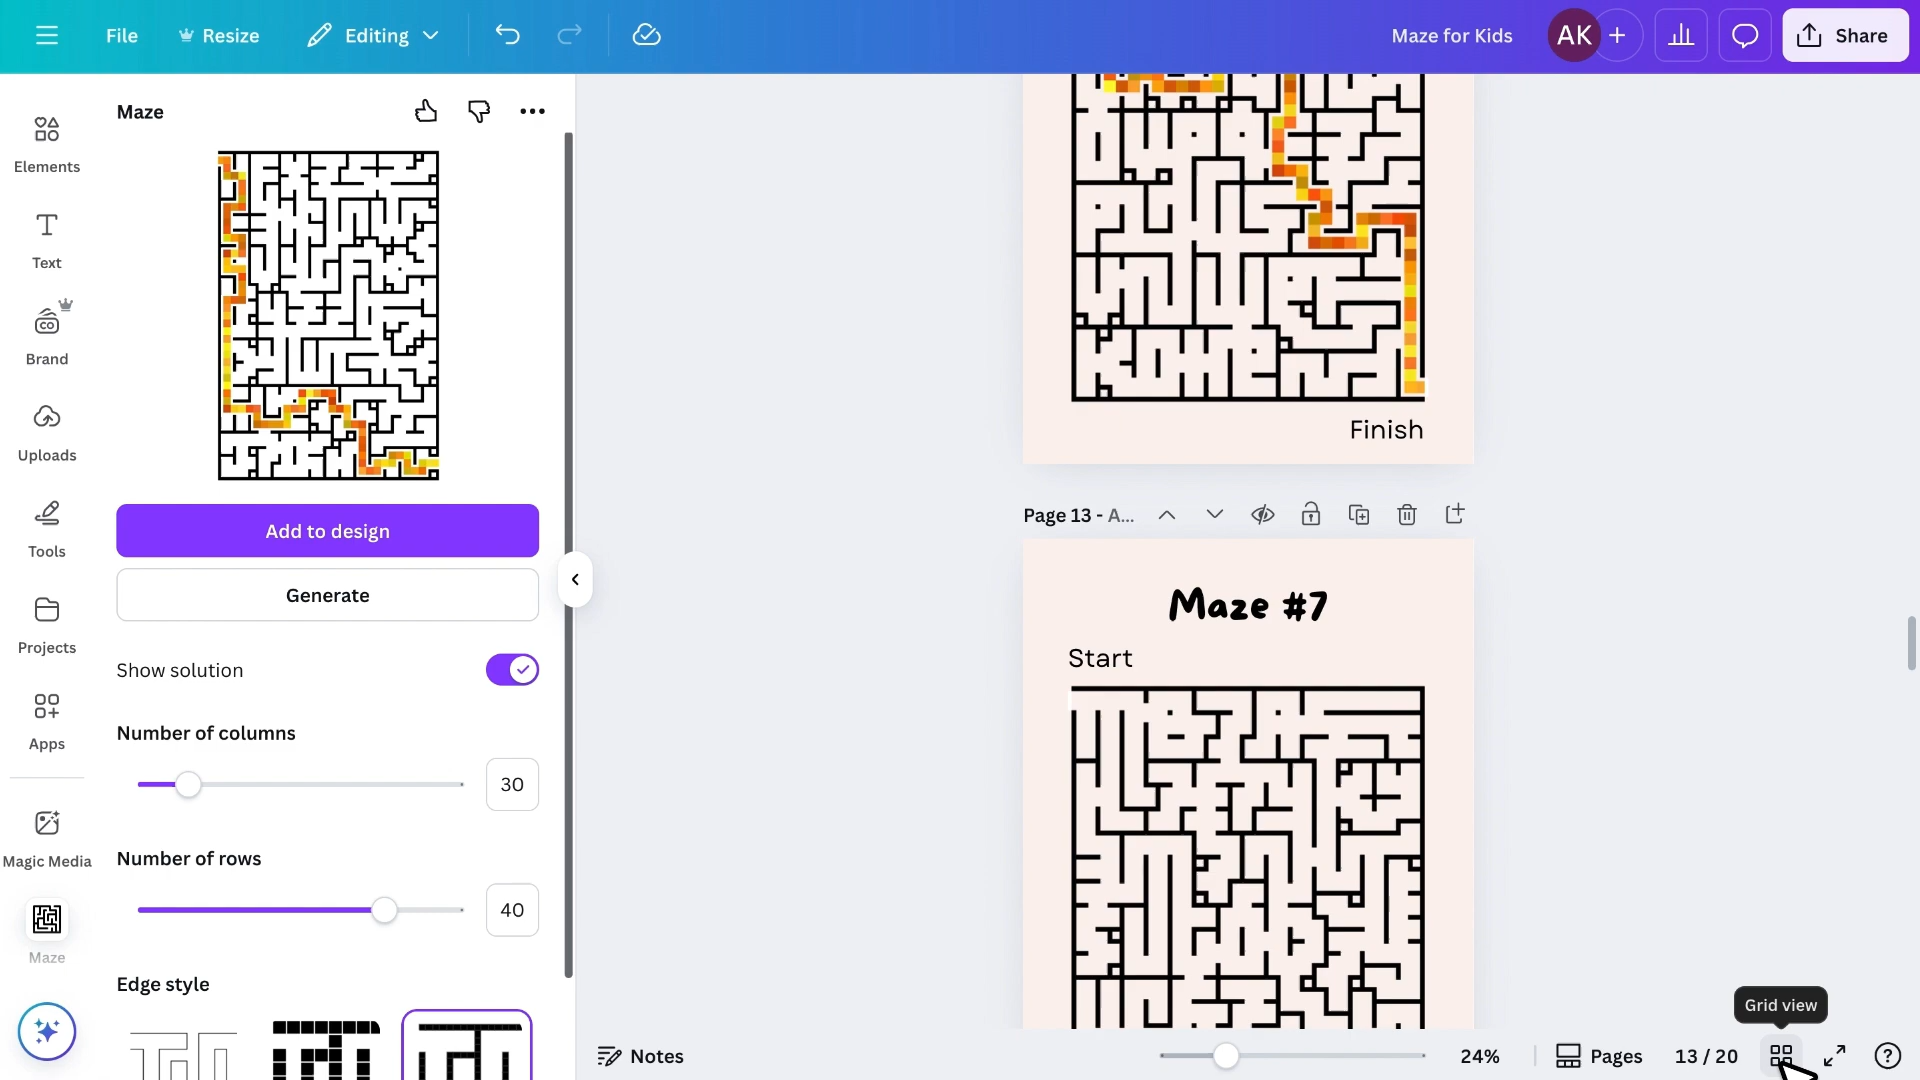 File
Resize
Editing
Maze for Kids
AK
Share
Elements
Text
Brand
Uploads
Tools
Projects
Apps
Magic Media
Maze
Maze
Add to design
Generate
Show solution
Number of columns
30
Number of rows
40
Edge style
Finish
Page 13 - A...
Maze #7
Start
Grid view
Notes
24%
Pages
13 / 20